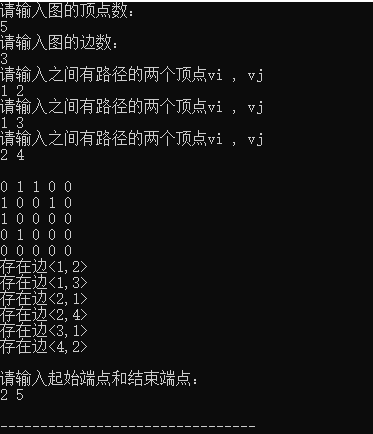 请输入图的顶点数：
5
请输入图的边数：
3
请输入之间有路径的两个顶点vi , vj
1 2
请输入之间有路径的两个顶点vi , vj
1 3
请输入之间有路径的两个顶点vi , vj
2 4
0 1 1 0 0
1 0 0 1 0
1 0 0 0 0
0 1 0 0 0
0 0 0 0 0
存在边<1,2>
存在边<1,3>
存在边<2,1>
存在边<2,4>
存在边<3,1>
存在边<4,2>
请输入起始端点和结束端点：
2 5
--------------------------------